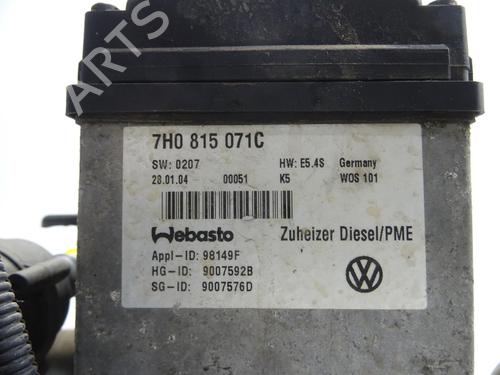 7H0 815 071C
SW: 0207 HW: E5.4S Germany
28.01.04 00051 K5 WOS 101
Webasto Zuheizer Diesel/PME
Appl-ID: 98149F
HG-ID: 9007592B
SG-ID: 9007576D
BPARTS